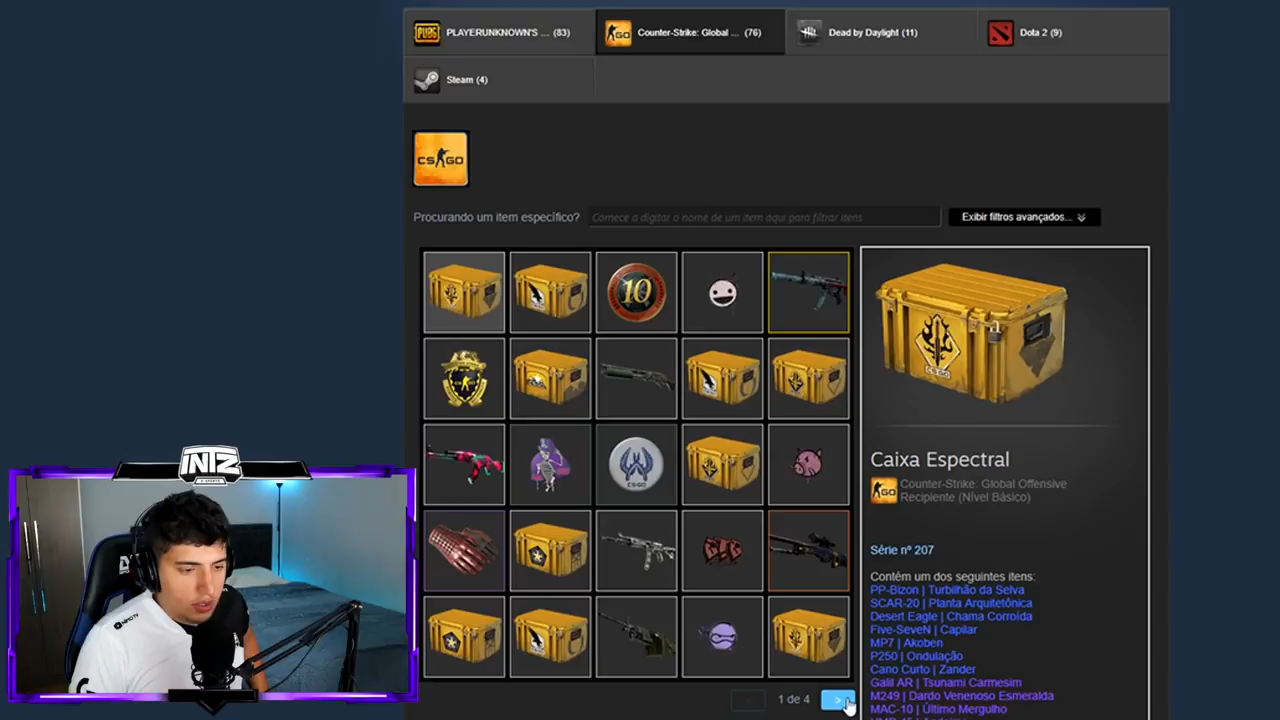 PLAYERUNKNOWN'S ... (83)
Counter-Strike: Global ... (76)
Dead by Daylight (11)
Dota 2 (9)
Steam (4)
CS GO
Procurando um item específico?
Comece a digitar o nome de um item aqui para filtrar itens
Exibir filtros avançados...
10
Caixa Espectral
Counter-Strike: Global Offensive
Recipiente (Nível Básico)
Série nº 207
Contém um dos seguintes itens:
PP-Bizon | Turbilhão da Selva
SCAR-20 | Planta Arquitetônica
Desert Eagle | Chama Corroída
Five-SeveN | Capilar
MP7 | Akoben
P250 | Ondulação
Cano Curto | Zander
Galil AR | Tsunami Carmesim
M249 | Dardo Venenoso Esmeralda
MAC-10 | Último Mergulho
1 de 4
>
INTZ